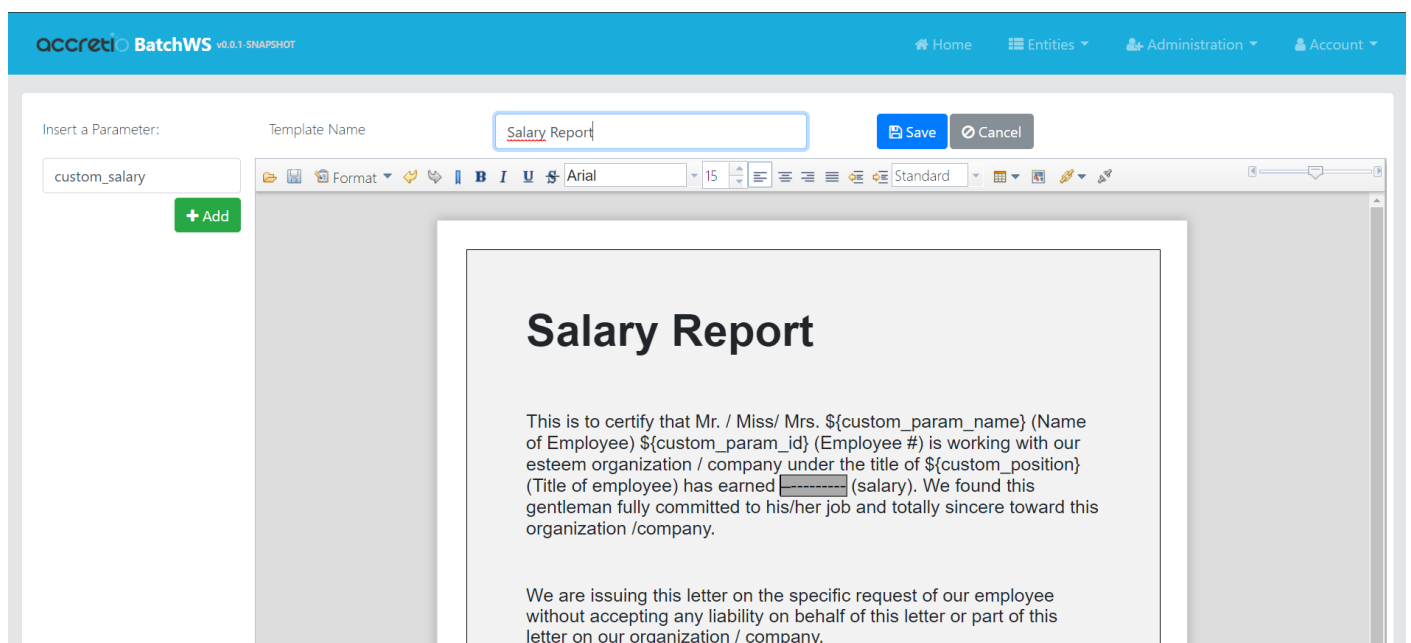 accretio BatchWS v0.0.1-SNAPSHOT
Home Entities Administration Account
Insert a Parameter:
Template Name
Salary Report
Save
Cancel
custom_salary
Add
Format B I U S Arial 15 Standard
Salary Report
This is to certify that Mr. / Miss/ Mrs. ${custom_param_name} (Name
of Employee) ${custom_param_id} (Employee #) is working with our
esteem organization / company under the title of ${custom_position}
(Title of employee) has earned ---------- (salary). We found this
gentleman fully committed to his/her job and totally sincere toward this
organization /company.
We are issuing this letter on the specific request of our employee
without accepting any liability on behalf of this letter or part of this
letter on our organization / company.